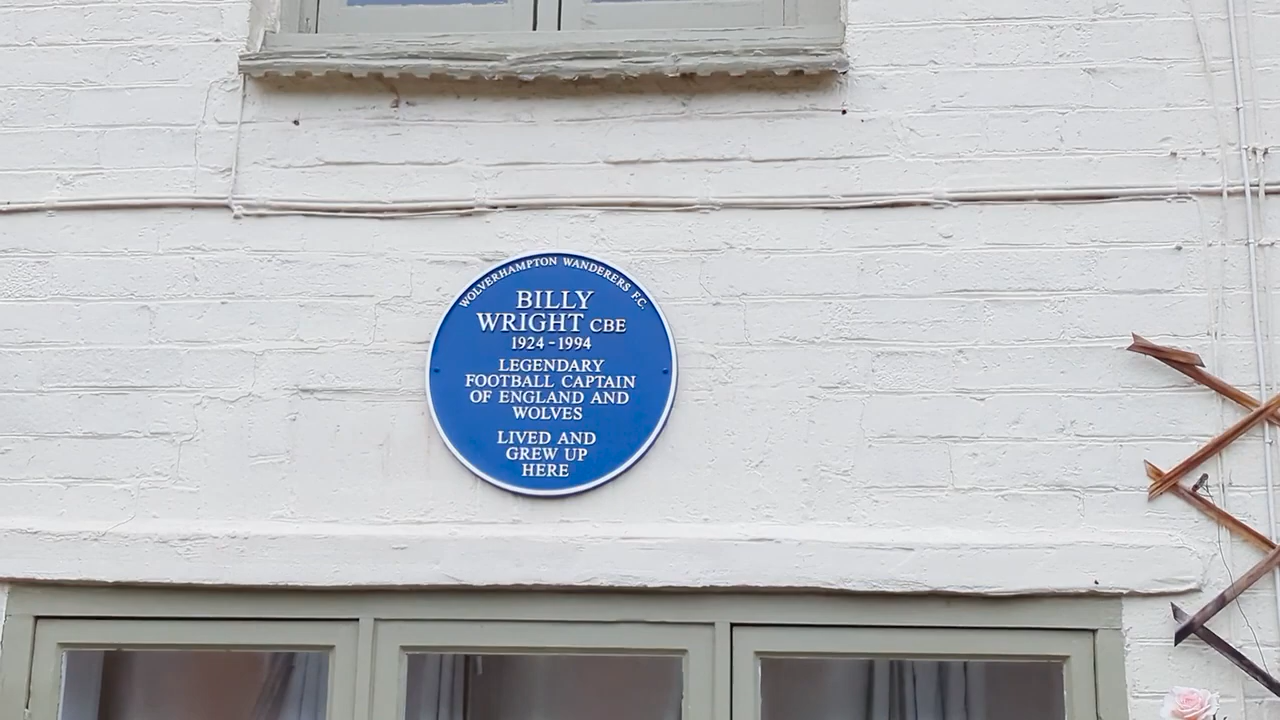 WOLVERHAMPTON WANDERERS F.C.
BILLY
WRIGHT CBE
1924-1994
LEGENDARY
FOOTBALL CAPTAIN
OF ENGLAND AND
WOLVES
LIVED AND
GREW UP
HERE